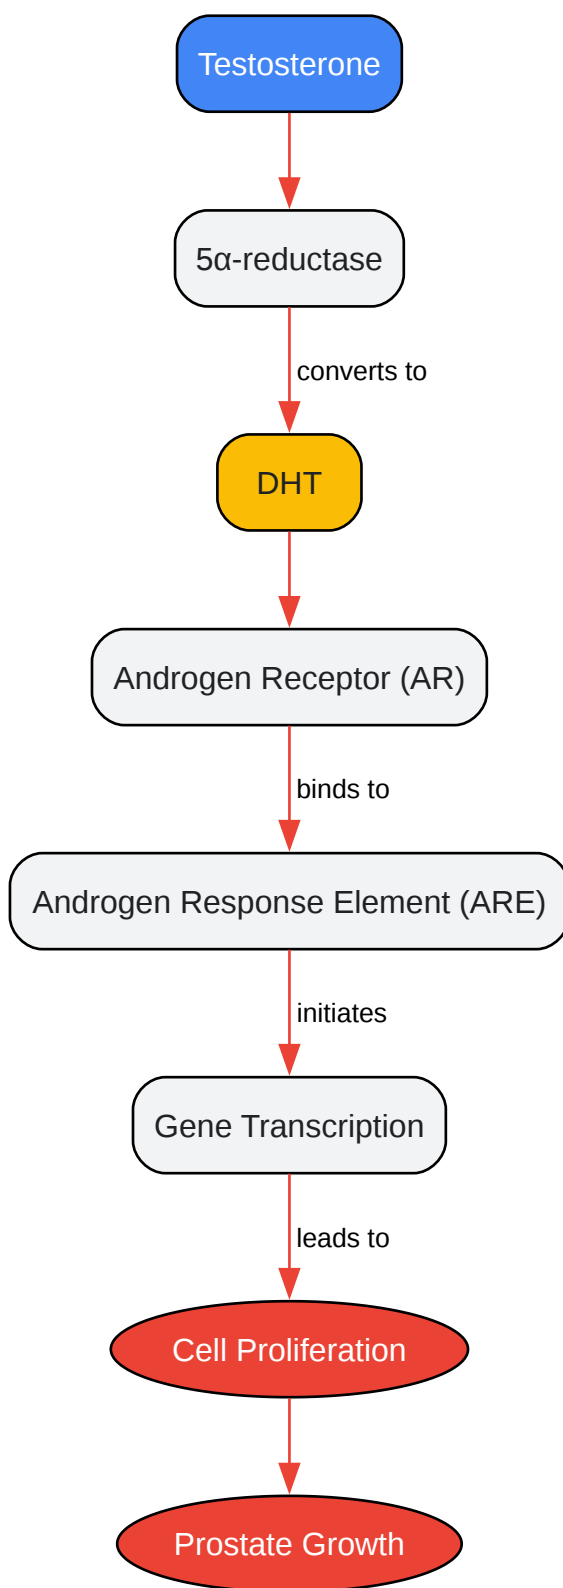 Testosterone
5α-reductase
converts to
DHT
Androgen Receptor (AR)
binds to
Androgen Response Element (ARE)
initiates
Gene Transcription
leads to
Cell Proliferation
Prostate Growth